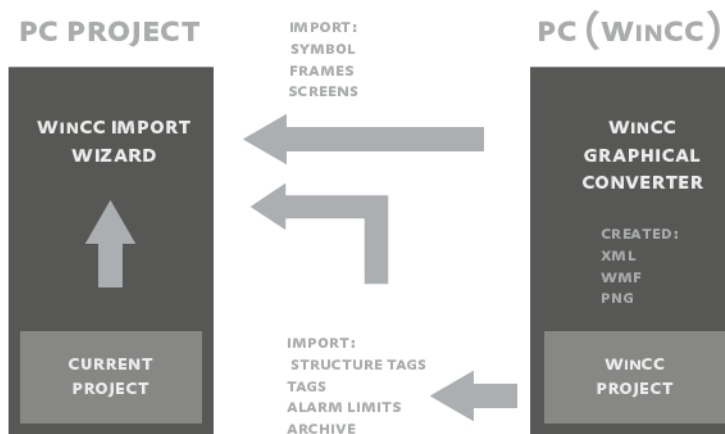 PC PROJECT
WINCC IMPORT
WIZARD
CURRENT
PROJECT
IMPORT:
SYMBOL
FRAMES
SCREENS
IMPORT:
STRUCTURE TAGS
TAGS
ALARM LIMITS
ARCHIVE
PC (WINCC)
WINCC
GRAPHICAL
CONVERTER
CREATED:
XML
WMF
PNG
WINCC
PROJECT